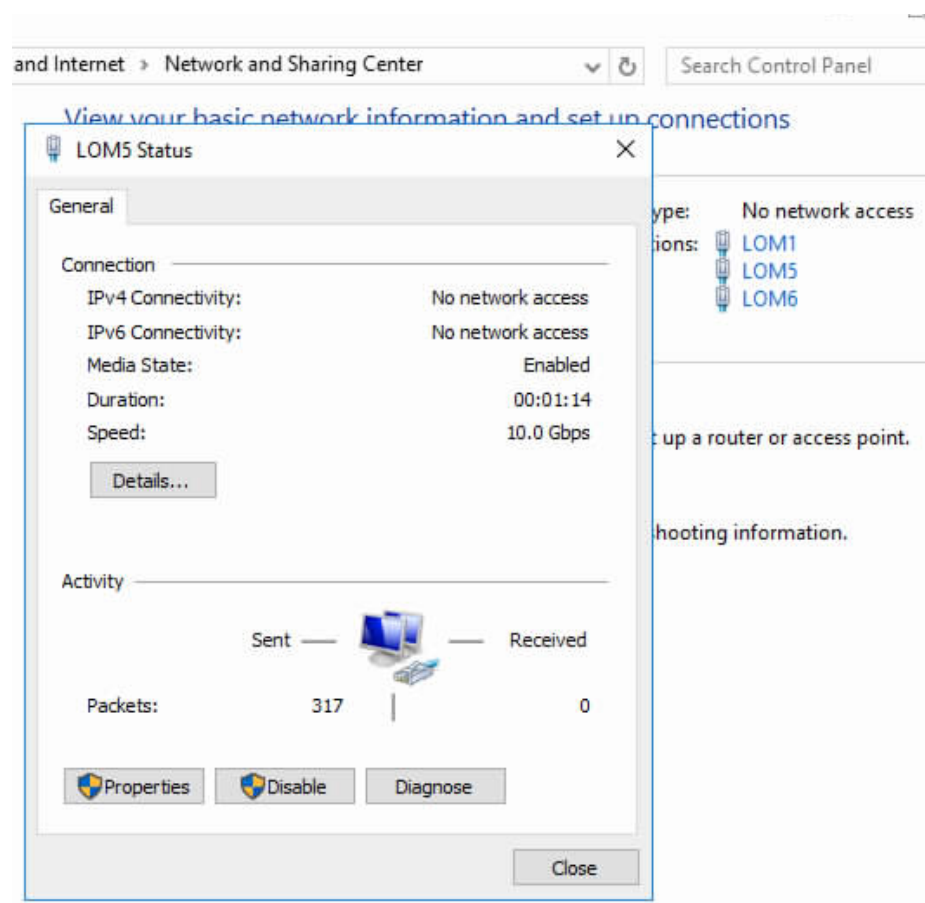 and Internet > Network and Sharing Center
Search Control Panel
View your basic network information and set up connections
LOM5 Status
General
ype: No network access
ions: LOM1
LOM5
LOM6
Connection
IPv4 Connectivity: No network access
IPv6 Connectivity: No network access
Media State: Enabled
Duration: 00:01:14
Speed: 10.0 Gbps
t up a router or access point.
Details...
hooting information.
Activity
Sent Received
Packets: 317 0
Properties Disable Diagnose
Close